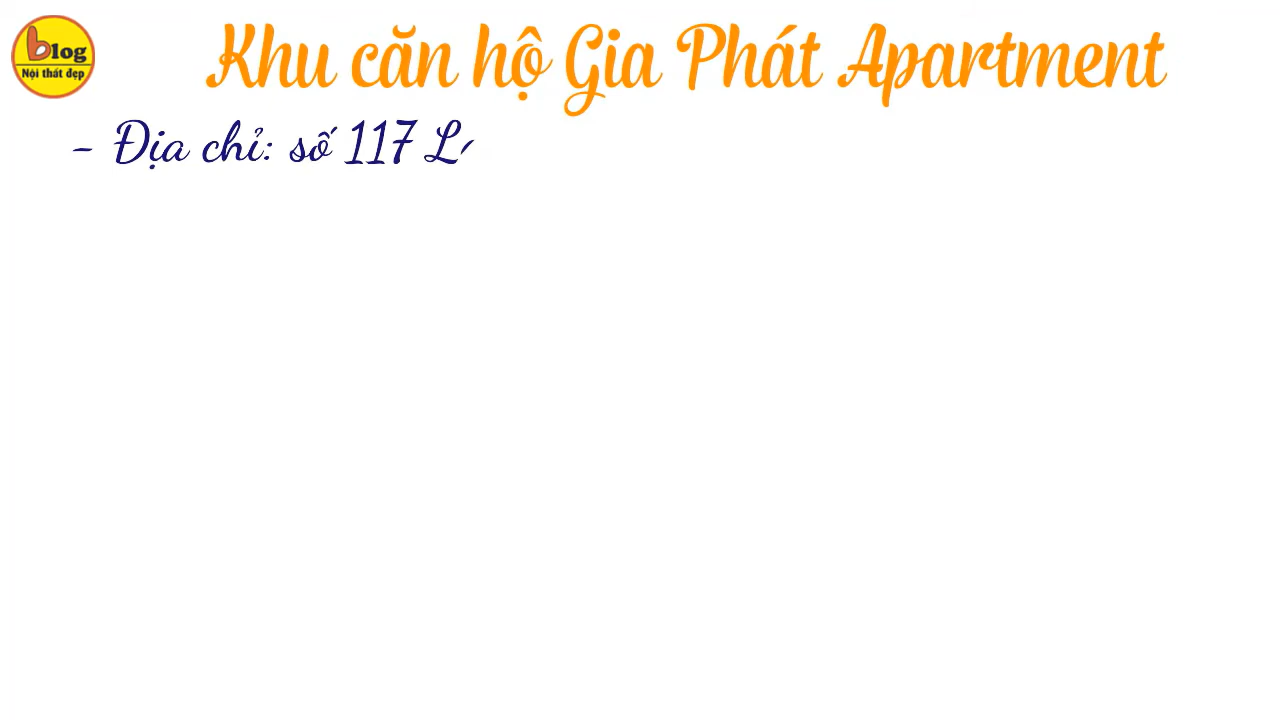 blog
Nội thất đẹp
Khu căn hộ Gia Phát Apartment
- Địa chỉ: số 117 L